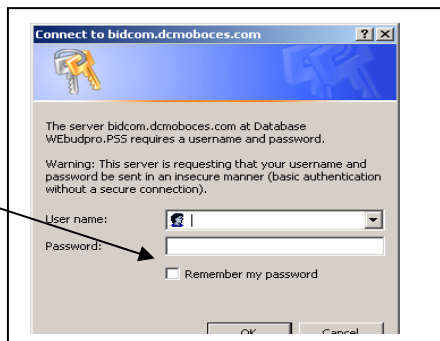 Connect to bidcom.dcmoboces.com
The server bidcom.dcmoboces.com at Database
WEbudpro.PSS requires a username and password.
Warning: This server is requesting that your username and
password be sent in an insecure manner (basic authentication
without a secure connection).
User name:
Password:
Remember my password
OK Cancel